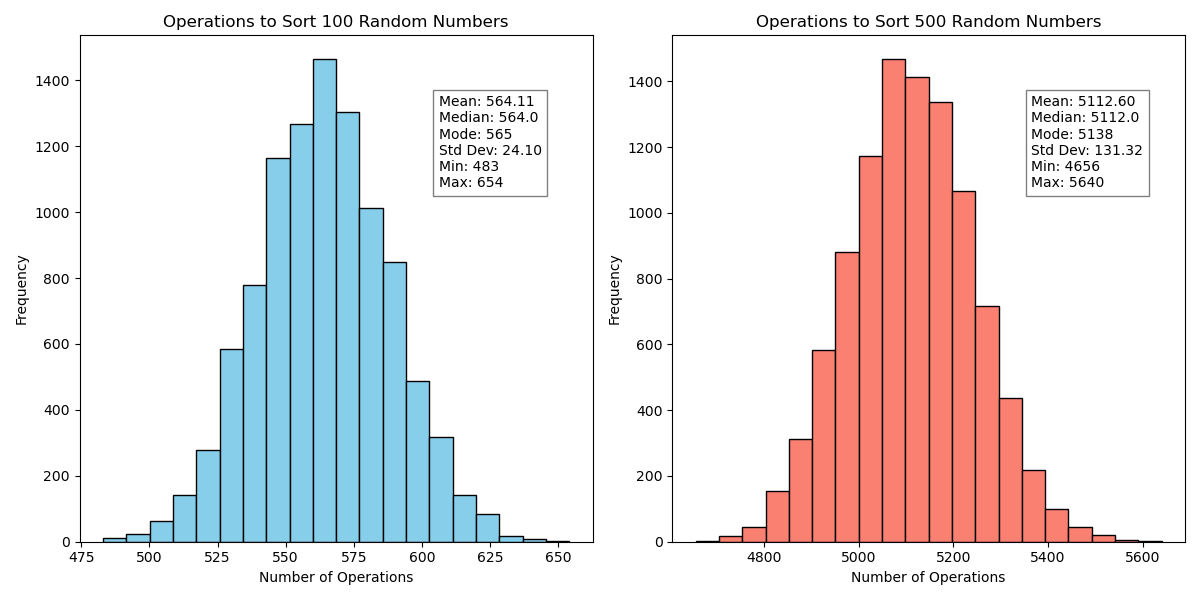 Operations to Sort 100 Random Numbers
1400
1200
1000
800
600
400
200
0
Frequency
Mean: 564.11
Median: 564.0
Mode: 565
Std Dev: 24.10
Min: 483
Max: 654
475 500 525 550 575 600 625 650
Number of Operations
Operations to Sort 500 Random Numbers
1400
1200
1000
800
600
400
200
0
Frequency
Mean: 5112.60
Median: 5112.0
Mode: 5138
Std Dev: 131.32
Min: 4656
Max: 5640
4800 5000 5200 5400 5600
Number of Operations